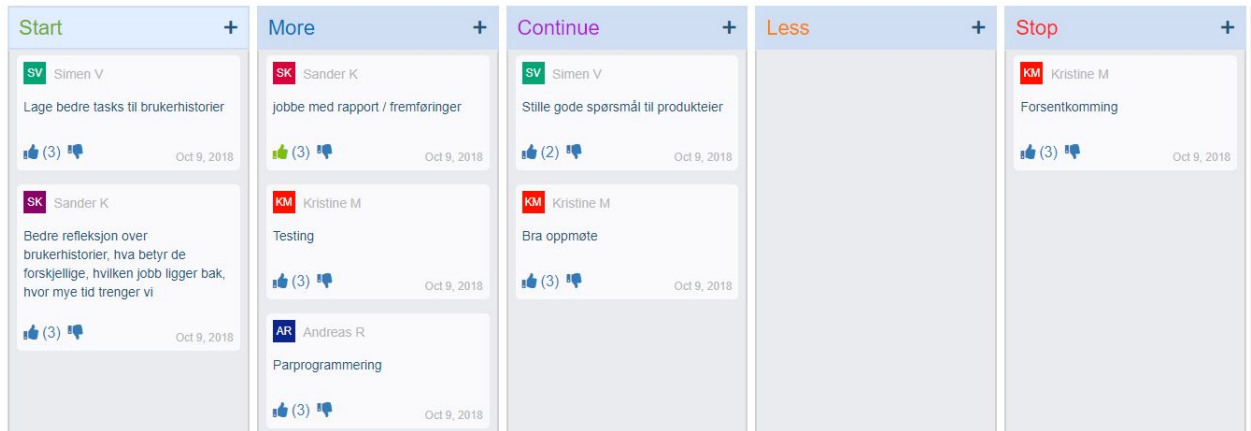 Start +
SV Simen V
Lage bedre tasks til brukerhistorier
(3)
Oct 9, 2018
SK Sander K
Bedre refleksjon over
brukerhistorier, hva betyr de
forskjellige, hvilken jobb ligger bak,
hvor mye tid trenger vi
(3)
Oct 9, 2018
More +
SK Sander K
jobbe med rapport / fremføringer
(3)
Oct 9, 2018
KM Kristine M
Testing
(3)
Oct 9, 2018
AR Andreas R
Parprogrammering
(3)
Oct 9, 2018
Continue +
SV Simen V
Stille gode spørsmål til produkteier
(2)
Oct 9, 2018
KM Kristine M
Bra oppmøte
(3)
Oct 9, 2018
Less +
Stop +
KM Kristine M
Forsentkomming
(3)
Oct 9, 2018